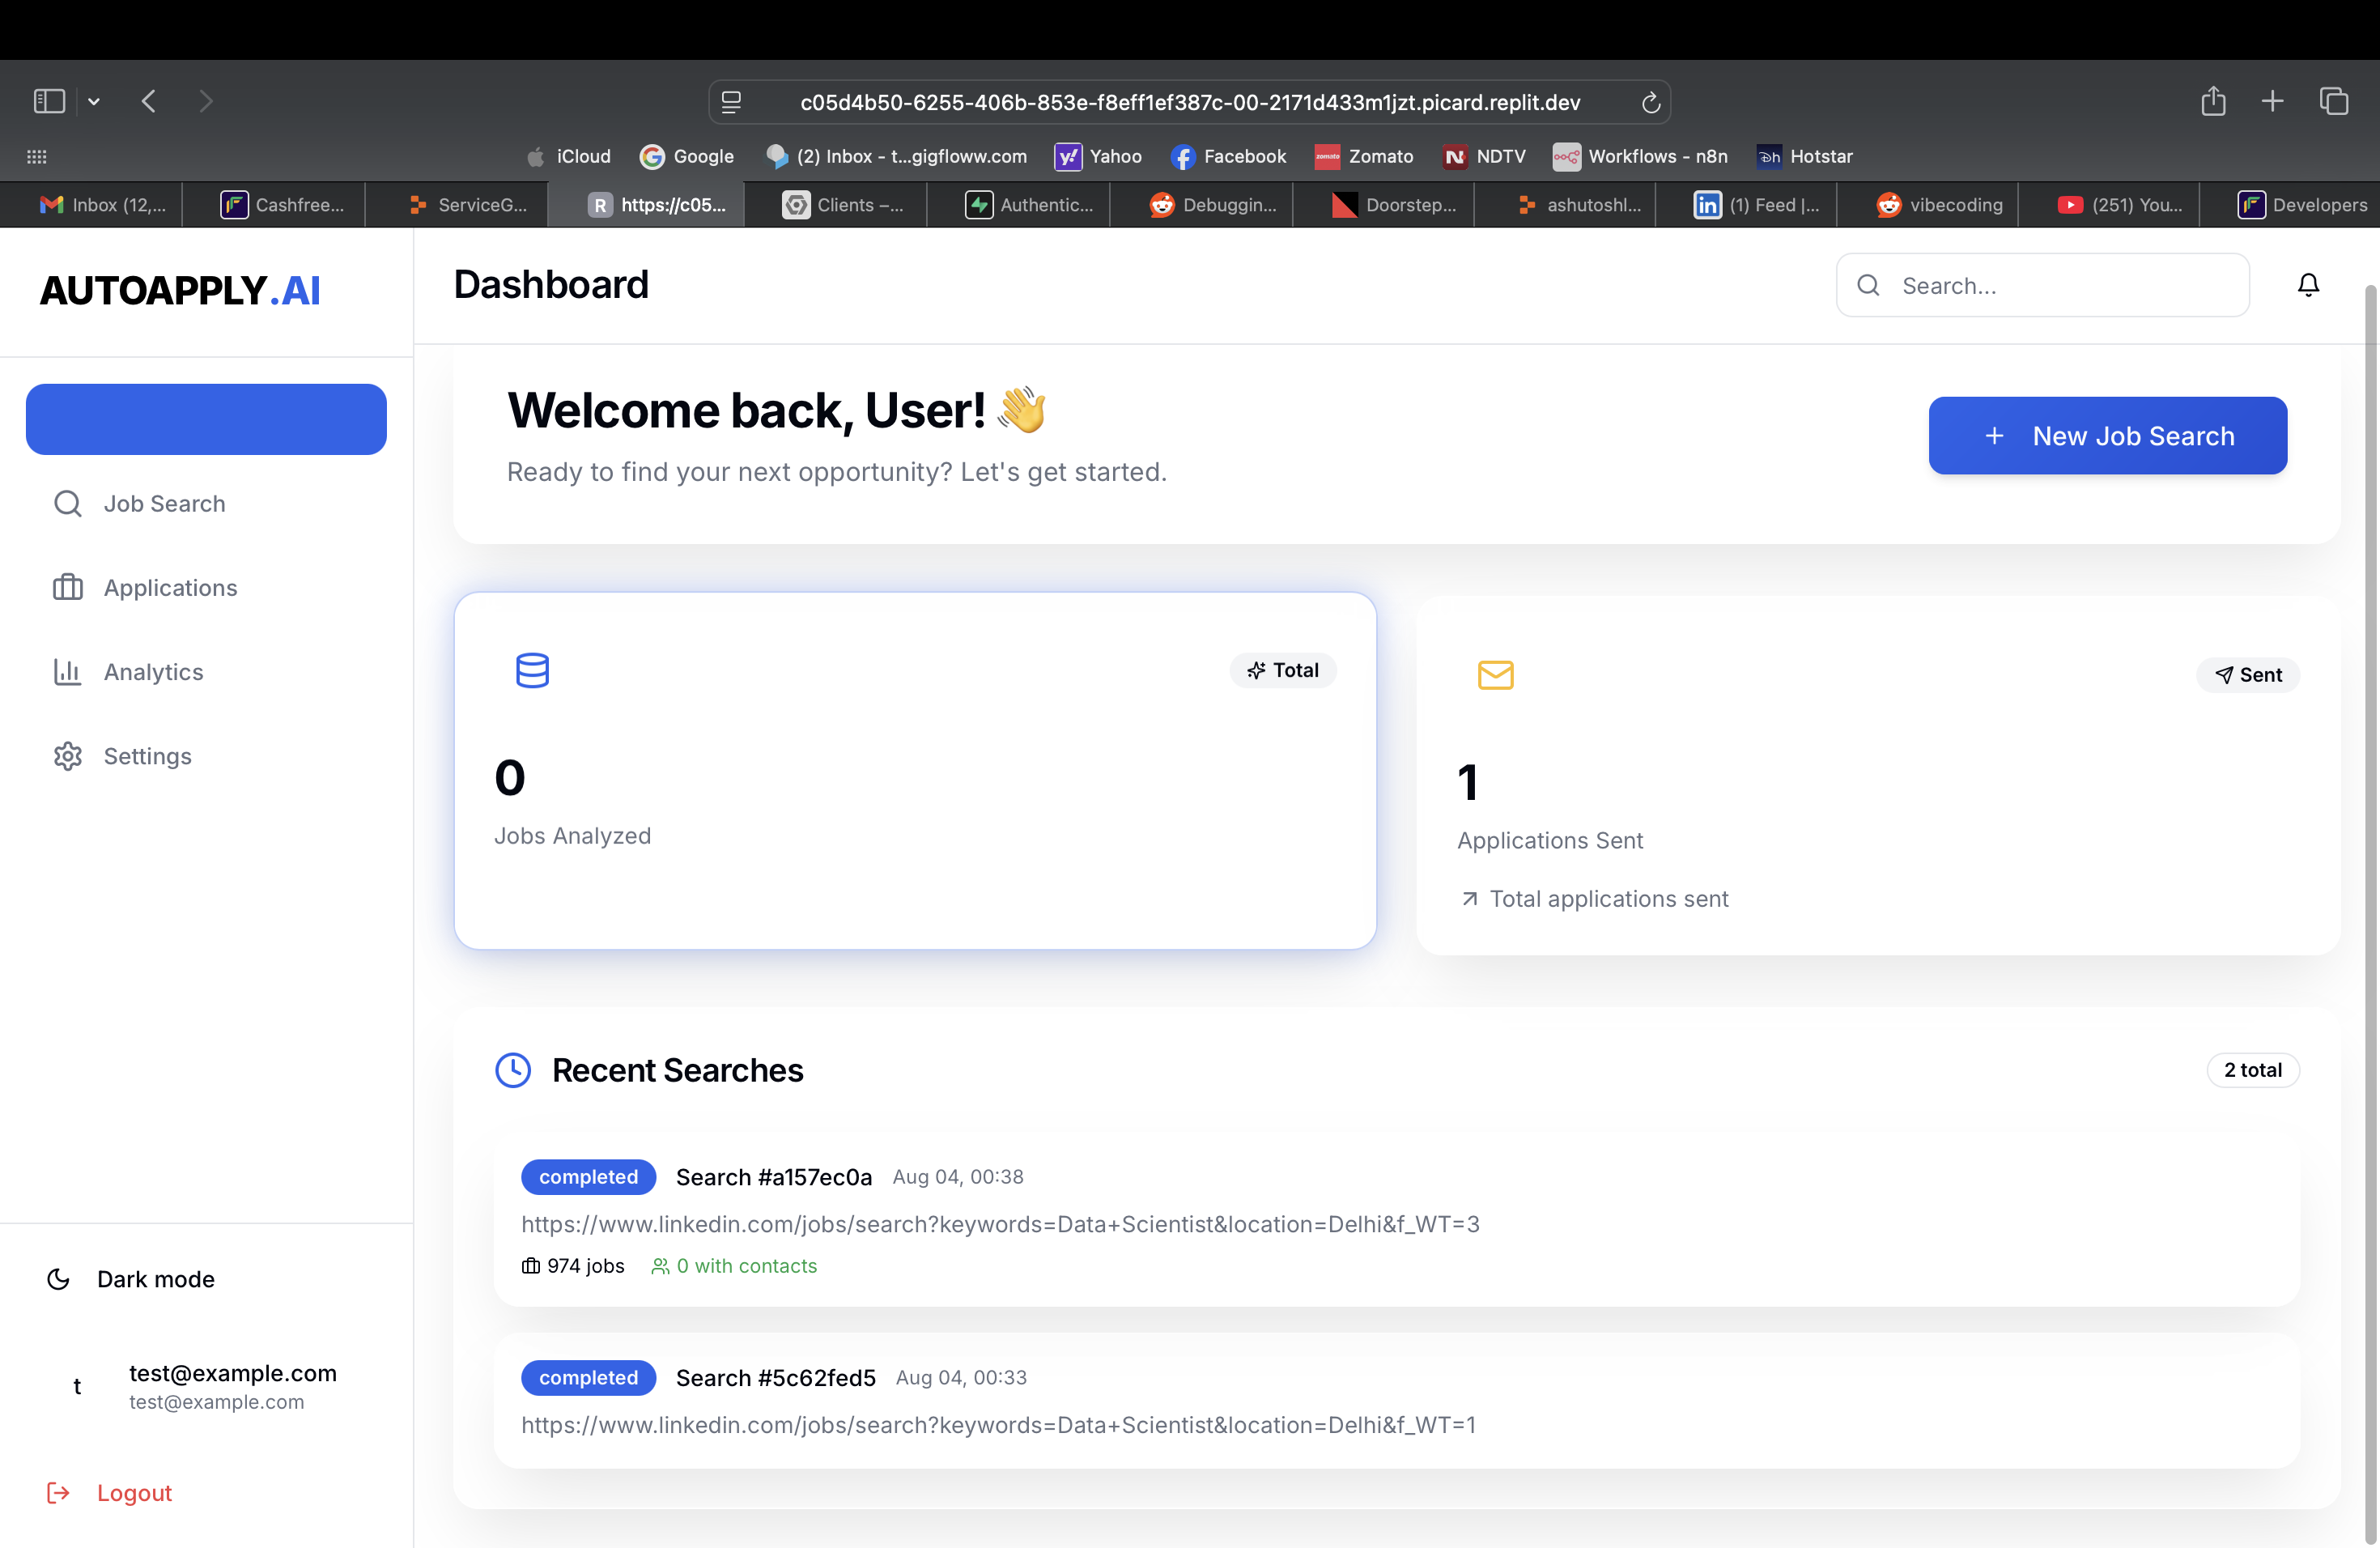 c05d4b50-6255-406b-853e-f8eff1ef387c-00-2171d433m1jzt.picard.replit.dev
iCloud
Google
(2) Inbox - t...gigfloww.com
Yahoo
Facebook
Zomato
NDTV
Workflows - n8n
Hotstar
Inbox (12,...
Cashfree...
ServiceG...
R https://c05...
Clients –...
Authentic...
Debuggin...
Doorstep...
ashutoshl...
(1) Feed |...
vibecoding
(251) You...
Developers
AUTOAPPLY.AI
Dashboard
Search...
Job Search
Applications
Analytics
Settings
Dark mode
t
test@example.com
test@example.com
Logout
Welcome back, User! 👋
Ready to find your next opportunity? Let's get started.
+ New Job Search
Total
0
Jobs Analyzed
Sent
1
Applications Sent
Total applications sent
Recent Searches
2 total
completed Search #a157ec0a Aug 04, 00:38
https://www.linkedin.com/jobs/search?keywords=Data+Scientist&location=Delhi&f_WT=3
974 jobs 0 with contacts
completed Search #5c62fed5 Aug 04, 00:33
https://www.linkedin.com/jobs/search?keywords=Data+Scientist&location=Delhi&f_WT=1